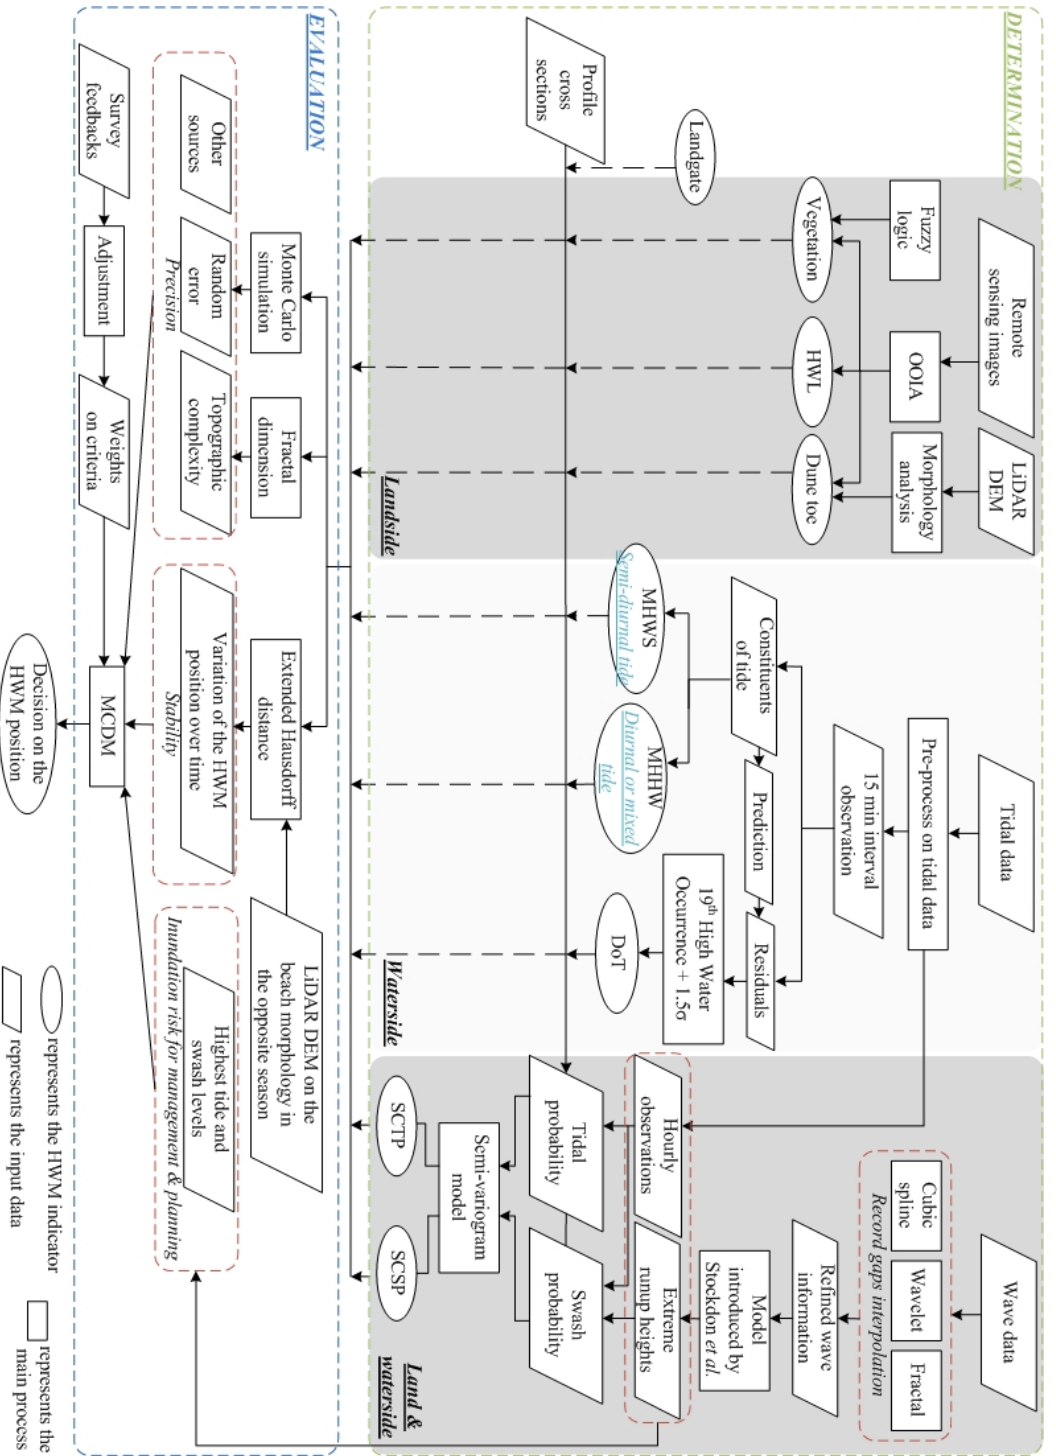 DETERMINATION
Remote
sensing images
LiDAR
DEM
Tidal data
Wave data
Fuzzy
logic
OOIA
Morphology
analysis
Pre-process on tidal data
Cubic
spline
Wavelet
Fractal
Record gaps interpolation
15 min interval
observation
Refined wave
information
Landgate
Vegetation
HWL
Dune toe
Constituents
of tide
Prediction
Residuals
Model
introduced by
Stockdon et al.
19th High Water
Occurrence + 1.5σ
Hourly
observations
Extreme
runup heights
MHWS
Semi-diurnal tide
MHHW
Diurnal or mixed
tide
DoT
Profile
cross
sections
Tidal
probability
Swash
probability
Semi-variogram
model
SCTP
SCSP
Landside
Waterside
Land &
waterside
EVALUATION
Monte Carlo
simulation
Fractal
dimension
Extended Hausdorff
distance
LiDAR DEM on the
beach morphology in
the opposite season
Other
sources
Random
error
Topographic
complexity
Precision
Variation of the HWM
position over time
Stability
Highest tide and
swash levels
Inundation risk for management & planning
Survey
feedbacks
Adjustment
Weights
on criteria
MCDM
Decision on the
HWM position
represents the HWM indicator
represents the input data
represents the
main process